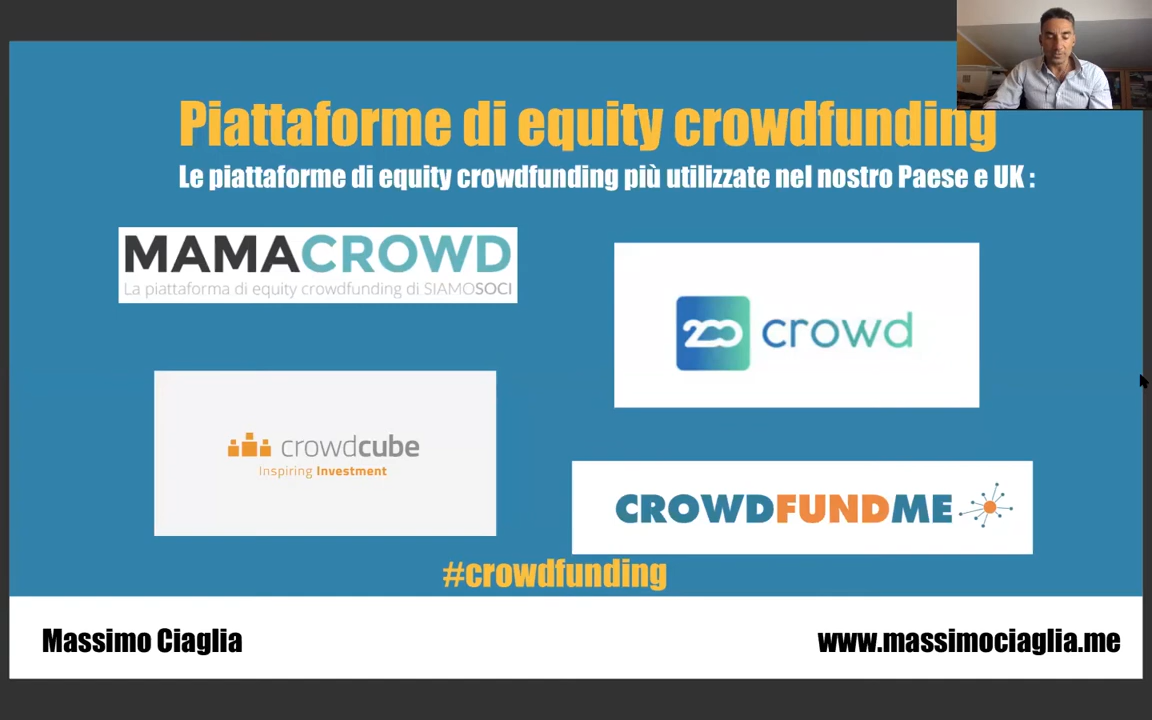 Piattaforme di equity crowdfunding
Le piattaforme di equity crowdfunding più utilizzate nel nostro Paese e UK :
MAMACROWD
La piattaforma di equity crowdfunding di SIAMOSOCI
200 crowd
crowdcube
Inspiring Investment
CROWDFUNDME
#crowdfunding
Massimo Ciaglia
www.massimociaglia.me